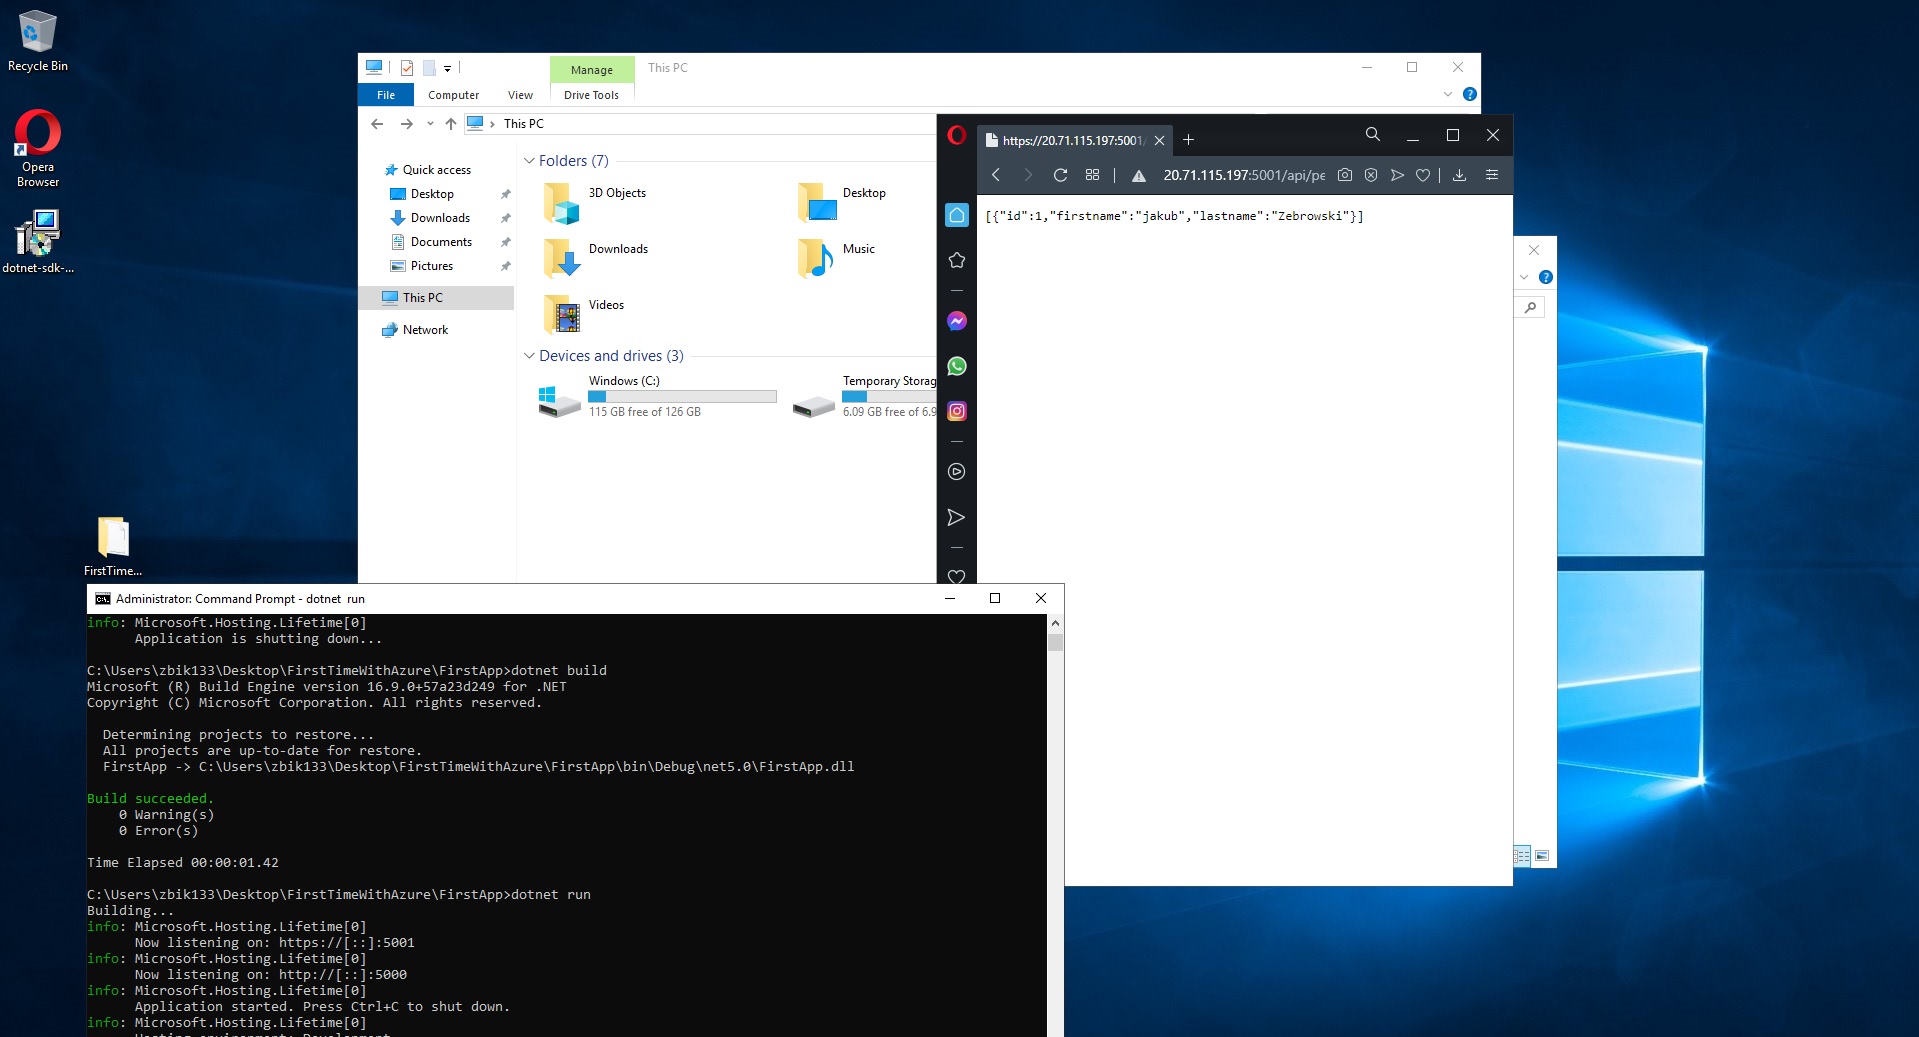 Recycle Bin
Opera
Browser
dotnet-sdk-...
FirstTime...
Manage
This PC
File
Computer
View
Drive Tools
This PC
Quick access
Desktop
Downloads
Documents
Pictures
This PC
Network
Folders (7)
3D Objects
Desktop
Downloads
Music
Videos
Devices and drives (3)
Windows (C:)
115 GB free of 126 GB
Temporary Storag
6.09 GB free of 6.9
https://20.71.115.197:5001/
20.71.115.197:5001/api/pe
[{"id":1,"firstname":"jakub","lastname":"Zebrowski"}]
Administrator: Command Prompt - dotnet run
info: Microsoft.Hosting.Lifetime[0]
Application is shutting down...
C:\Users\zbik133\Desktop\FirstTimeWithAzure\FirstApp>dotnet build
Microsoft (R) Build Engine version 16.9.0+57a23d249 for .NET
Copyright (C) Microsoft Corporation. All rights reserved.
Determining projects to restore...
All projects are up-to-date for restore.
FirstApp -> C:\Users\zbik133\Desktop\FirstTimeWithAzure\FirstApp\bin\Debug\net5.0\FirstApp.dll
Build succeeded.
0 Warning(s)
0 Error(s)
Time Elapsed 00:00:01.42
C:\Users\zbik133\Desktop\FirstTimeWithAzure\FirstApp>dotnet run
Building...
info: Microsoft.Hosting.Lifetime[0]
Now listening on: https://[::]:5001
info: Microsoft.Hosting.Lifetime[0]
Now listening on: http://[::]:5000
info: Microsoft.Hosting.Lifetime[0]
Application started. Press Ctrl+C to shut down.
info: Microsoft.Hosting.Lifetime[0]
Hosting environment: Development